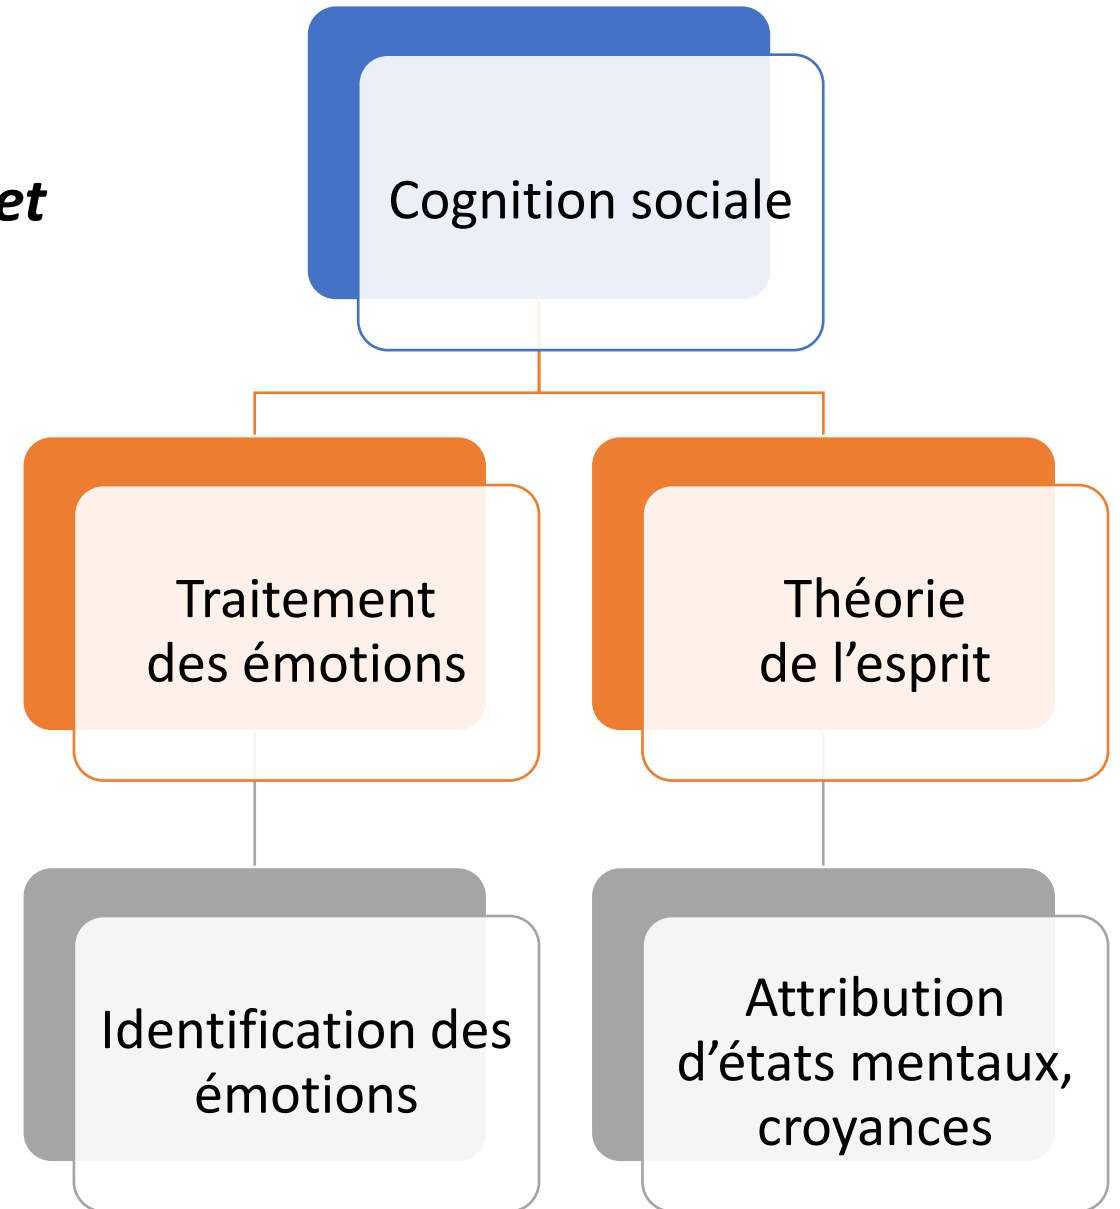 et
Cognition sociale
Traitement
des émotions
Théorie
de l’esprit
Identification des
émotions
Attribution
d’états mentaux,
croyances